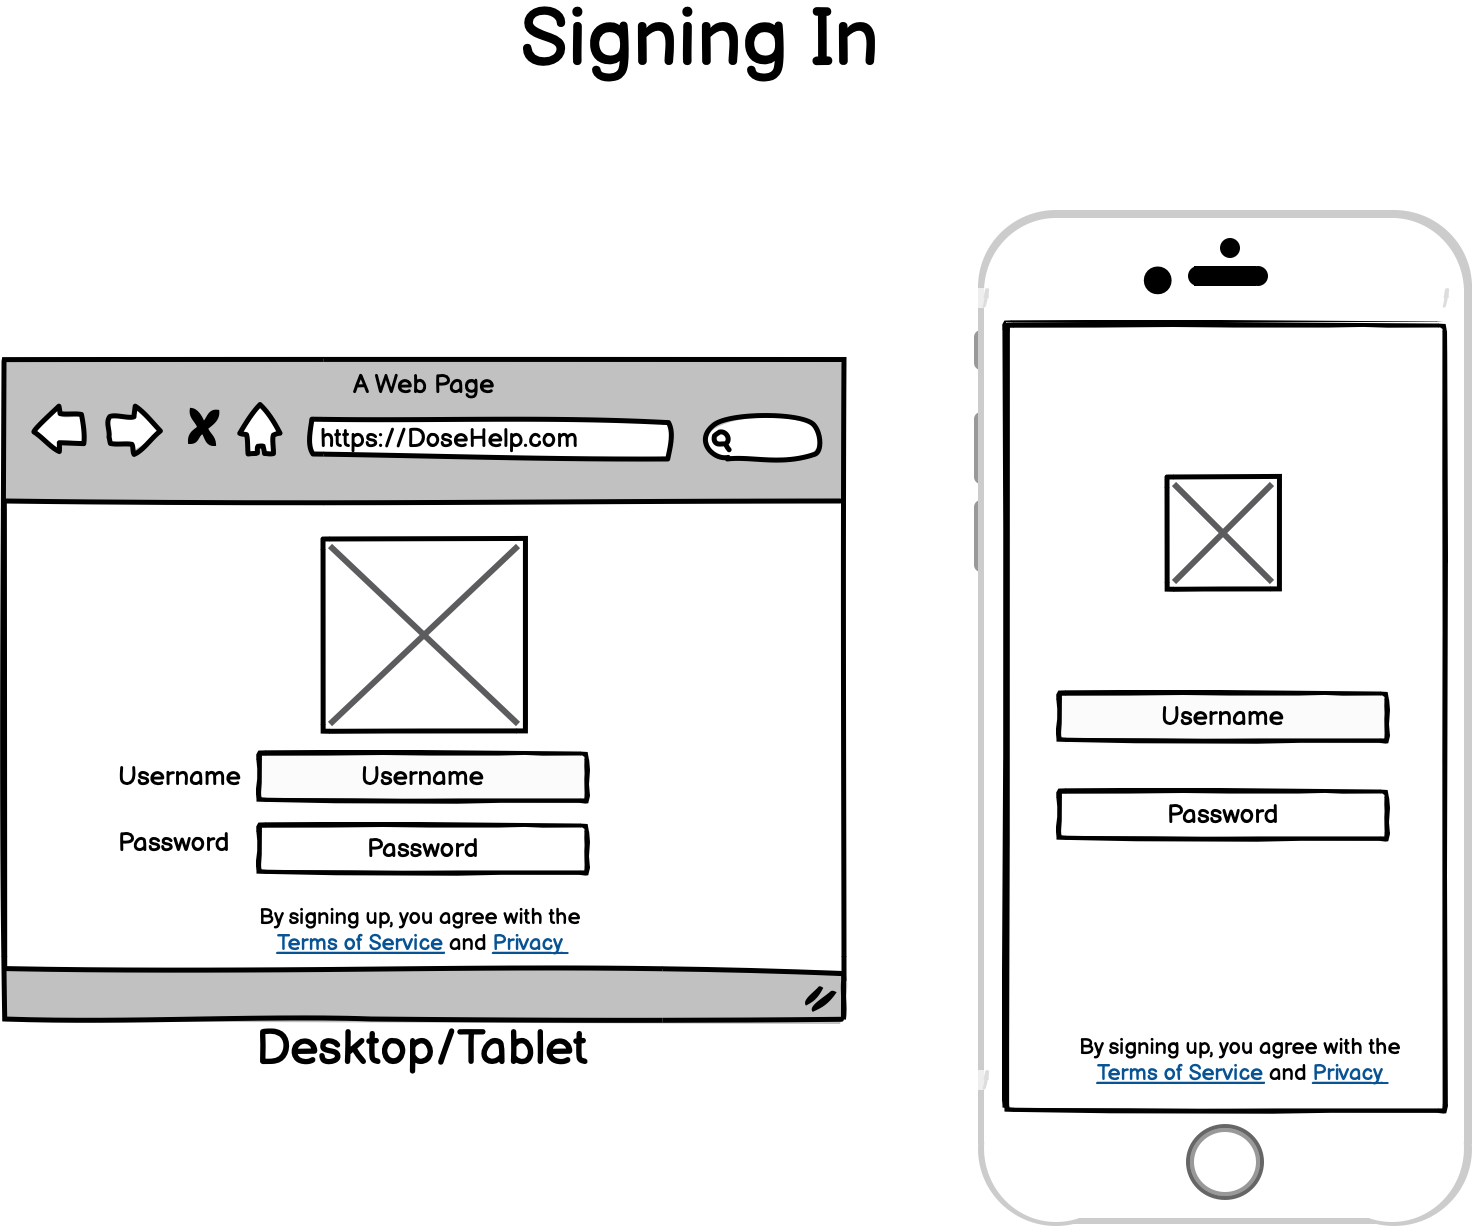 Signing In
A Web Page
https://DoseHelp.com
Username Username
Password Password
By signing up, you agree with the
Terms of Service and Privacy
Desktop/Tablet
Username
Password
By signing up, you agree with the
Terms of Service and Privacy